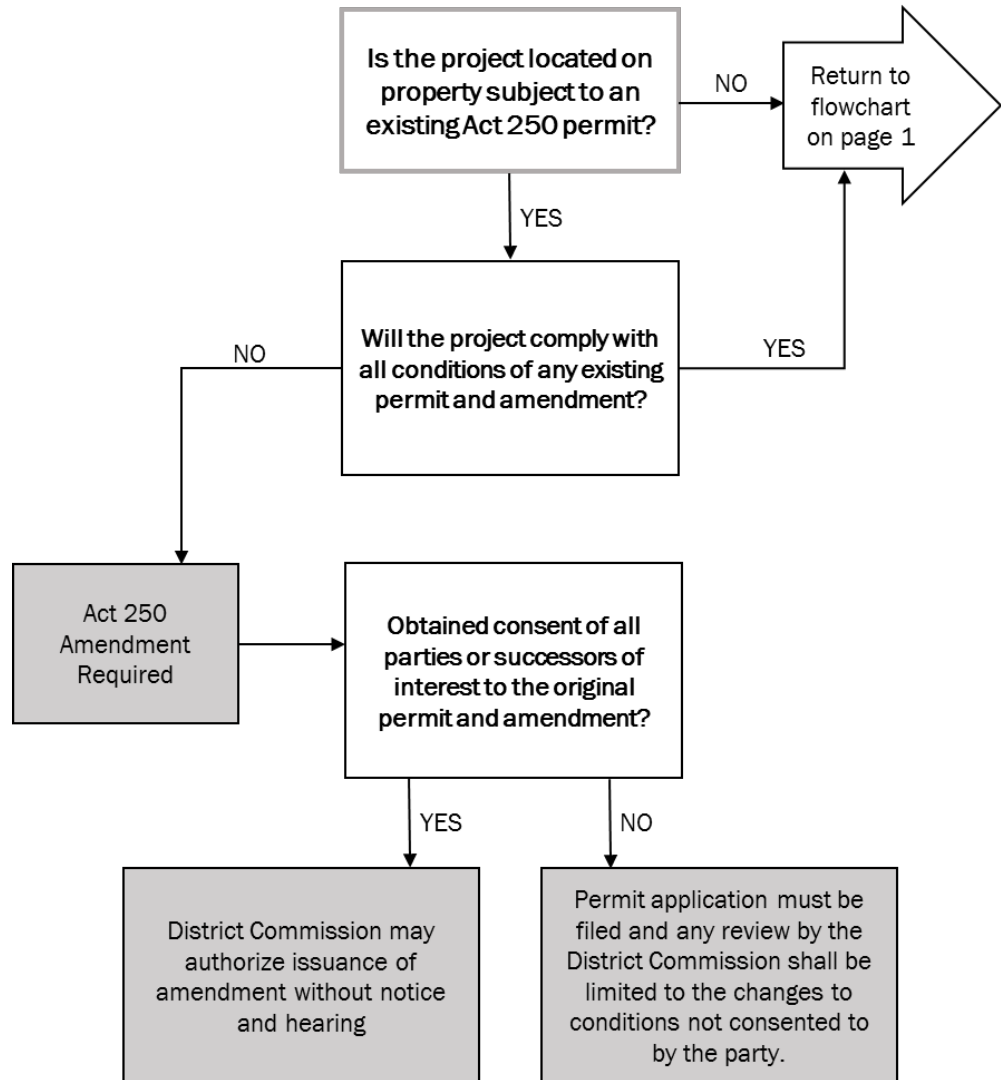 Is the project located on
property subject to an
existing Act 250 permit?
NO
Return to
flowchart
on page 1
YES
Will the project comply with
all conditions of any existing
permit and amendment?
NO
YES
Act 250
Amendment
Required
Obtained consent of all
parties or successors of
interest to the original
permit and amendment?
YES
NO
District Commission may
authorize issuance of
amendment without notice
and hearing
Permit application must be
filed and any review by the
District Commission shall be
limited to the changes to
conditions not consented to
by the party.